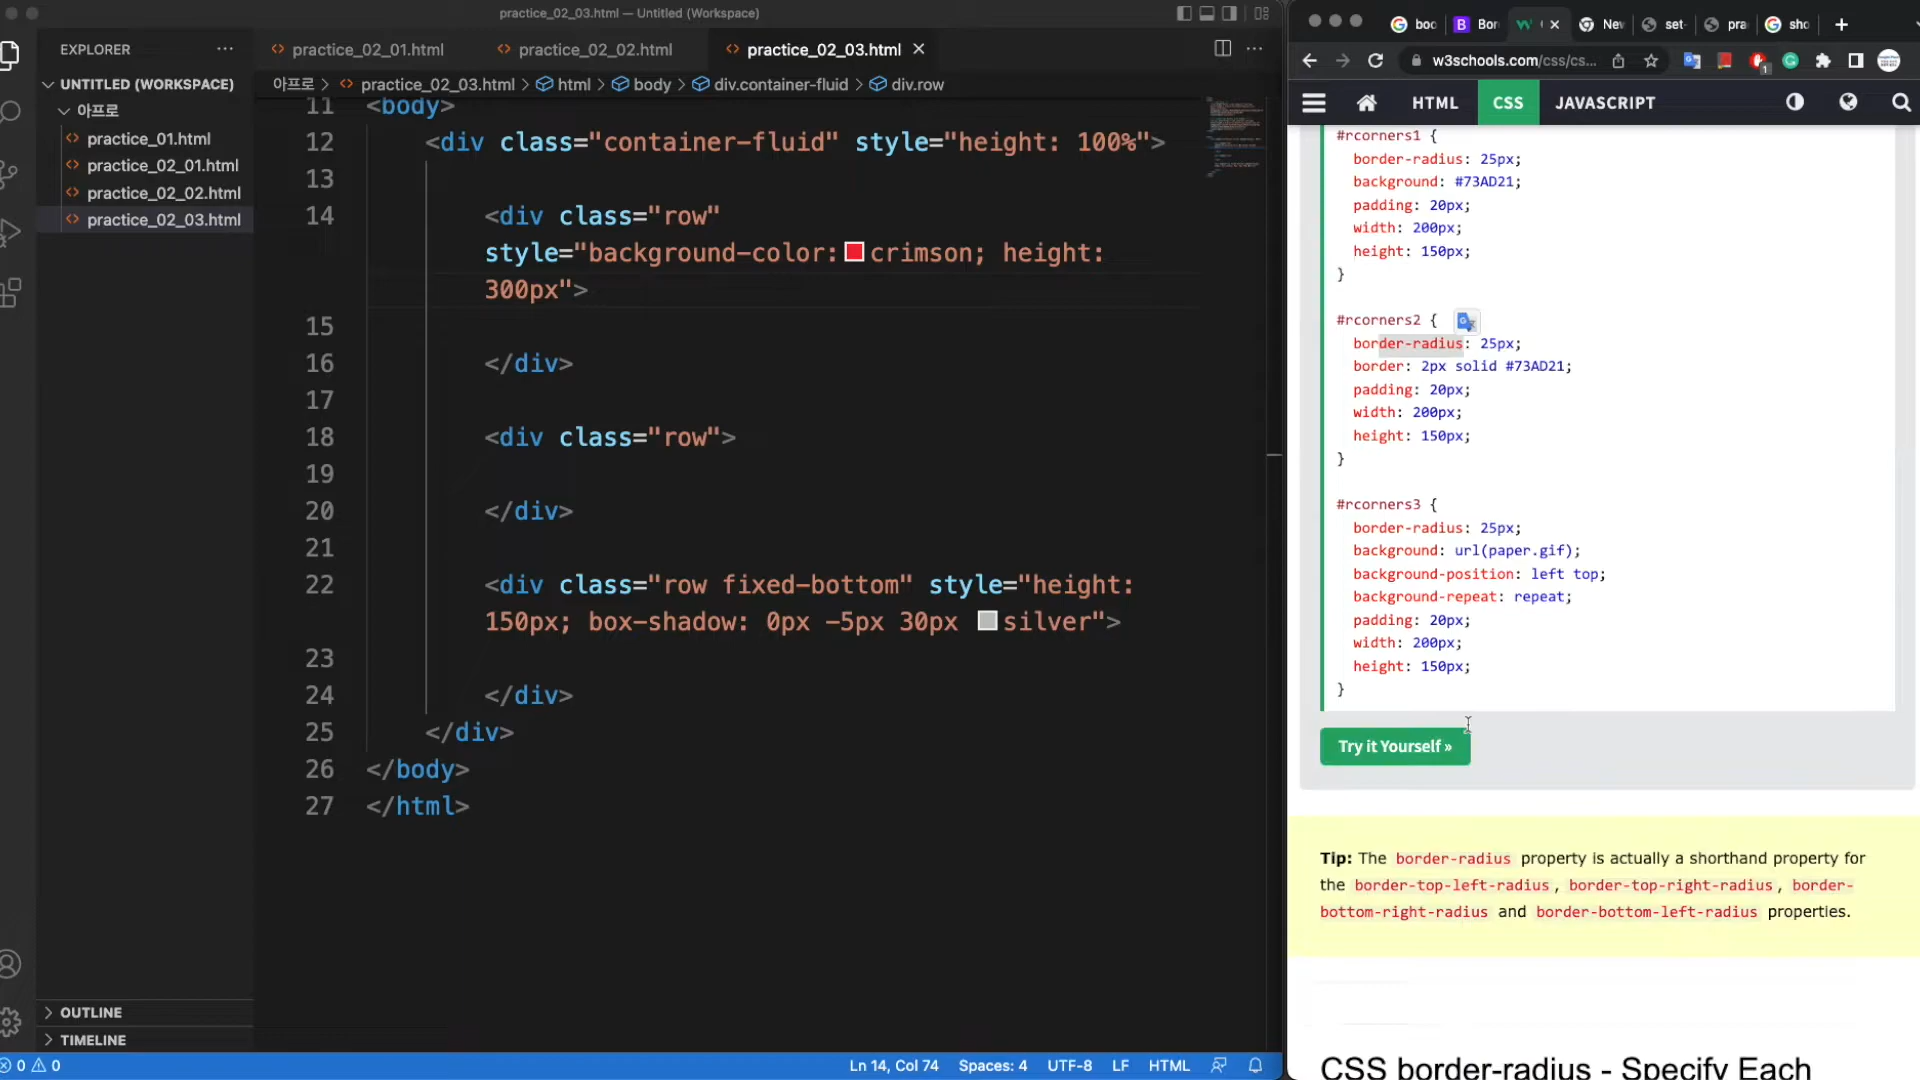 practice_02_03.html — Untitled (Workspace)
EXPLORER
UNTITLED (WORKSPACE)
아프로
practice_01.html
practice_02_01.html
practice_02_02.html
practice_02_03.html
OUTLINE
TIMELINE
practice_02_01.html
practice_02_02.html
practice_02_03.html
아프로 > practice_02_03.html > html > body > div.container-fluid > div.row
11 <body>
12 <div class="container-fluid" style="height: 100%">
13
14 <div class="row"
style="background-color: crimson; height:
300px">
15
16 </div>
17
18 <div class="row">
19
20 </div>
21
22 <div class="row fixed-bottom" style="height:
150px; box-shadow: 0px -5px 30px silver">
23
24 </div>
25 </div>
26 </body>
27 </html>
0 0
Ln 14, Col 74 Spaces: 4 UTF-8 LF HTML
boo Boo New set- pra sho
w3schools.com/css/cs...
1
HTML CSS JAVASCRIPT
#rcorners1 {
border-radius: 25px;
background: #73AD21;
padding: 20px;
width: 200px;
height: 150px;
}
#rcorners2 {
border-radius: 25px;
border: 2px solid #73AD21;
padding: 20px;
width: 200px;
height: 150px;
}
#rcorners3 {
border-radius: 25px;
background: url(paper.gif);
background-position: left top;
background-repeat: repeat;
padding: 20px;
width: 200px;
height: 150px;
}
Try it Yourself »
Tip: The border-radius property is actually a shorthand property for
the border-top-left-radius, border-top-right-radius, border-
bottom-right-radius and border-bottom-left-radius properties.
CSS border-radius - Specify Each